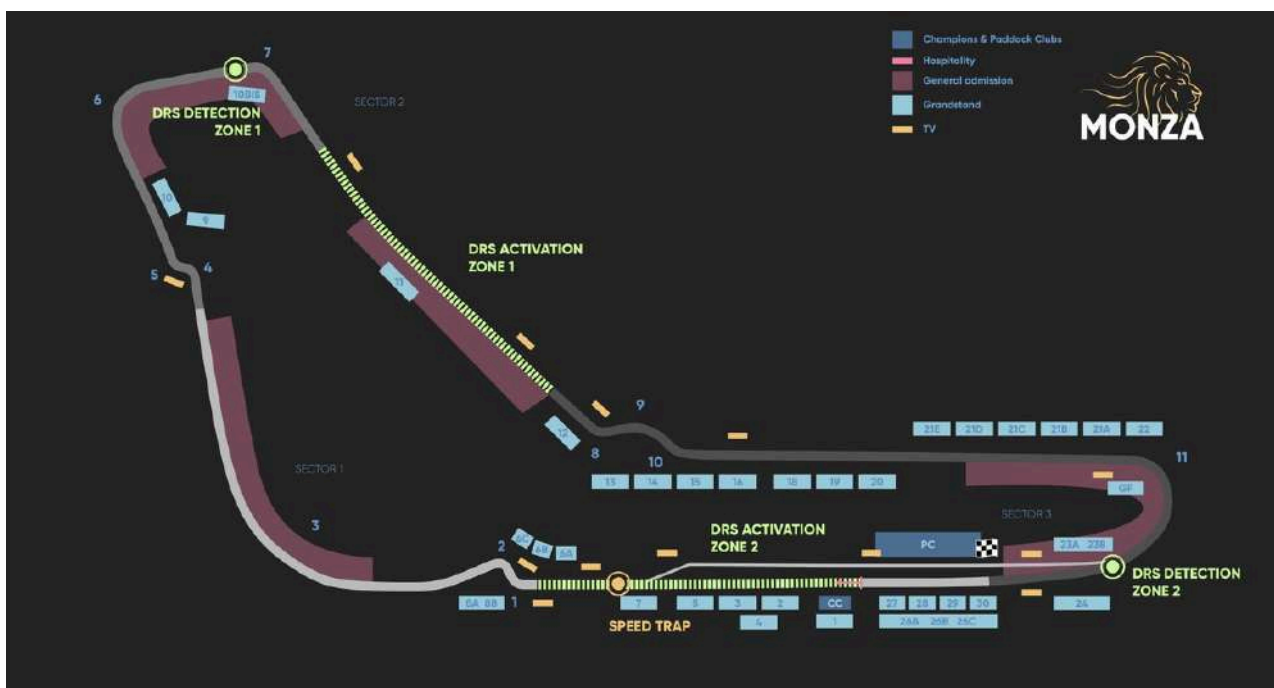 Champions & Paddock Clubs
Hospitality
General admission
Grandstand
TV
MONZA
7
6
SECTOR 2
DRS DETECTION
ZONE 1
10
9
DRS ACTIVATION
ZONE 1
4
5
11
9
12
8
10
21E 21D 21C 21B 21A 22
11
13 14 15 16 18 19 20
GP
SECTOR 1
SECTOR 3
3
DRS ACTIVATION
ZONE 2
2
6C 6B 6A
PC
23A 23B
DRS DETECTION
ZONE 2
1
7
3 2
CC
27 28 29 30
24
SPEED TRAP
4
1